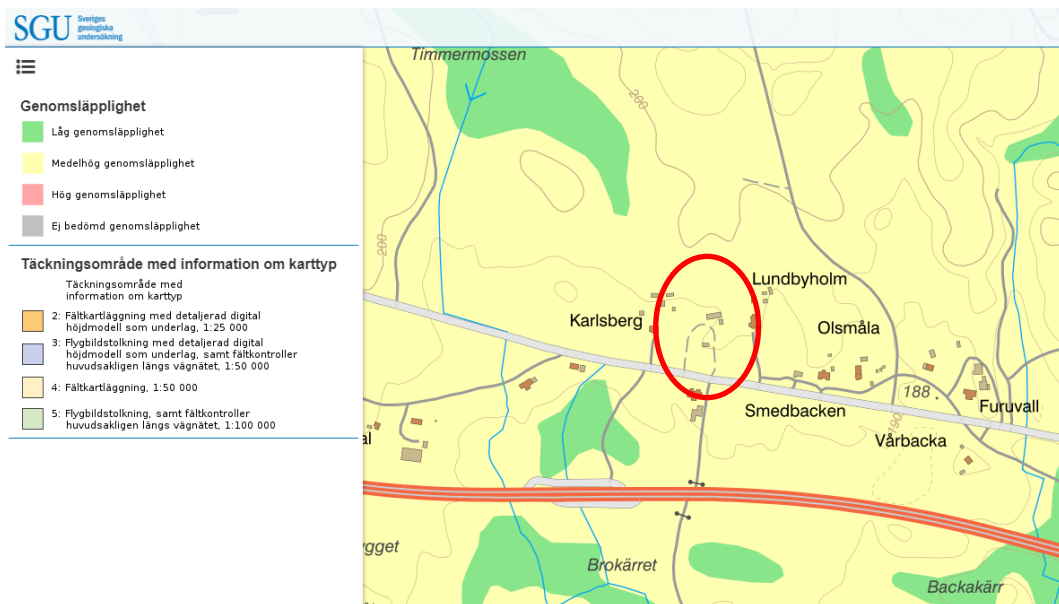 SGU
Sveriges
geologiska
undersökning
Genomsläpplighet
Låg genomsläpplighet
Medelhög genomsläpplighet
Hög genomsläpplighet
Ej bedömd genomsläpplighet
Täckningsområde med information om karttyp
Täckningsområde med
information om karttyp
2: Fältkartläggning med detaljerad digital
höjdmodell som underlag, 1:25 000
3: Flygbildstolkning med detaljerad digital
höjdmodell som underlag, samt fältkontroller
huvudsakligen längs vägnätet, 1:50 000
4: Fältkartläggning, 1:50 000
5: Flygbildstolkning, samt fältkontroller
huvudsakligen längs vägnätet, 1:100 000
Timmermossen
200
200
200
Lundbyholm
Karlsberg
Olsmåla
188
Smedbacken
Furuvall
190
Vårbacka
al
ygget
Brokärret
Backakärr